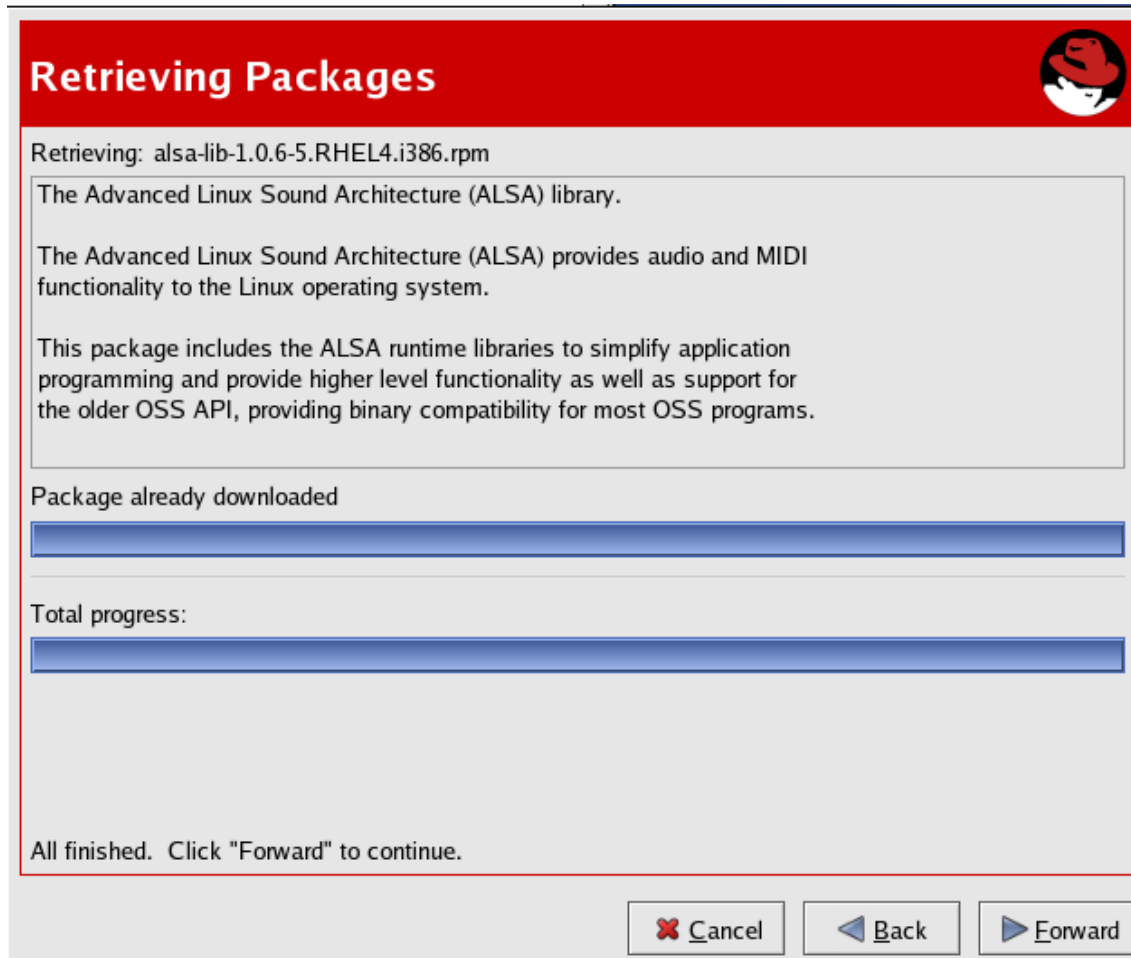 Retrieving Packages
Retrieving: alsa-lib-1.0.6-5.RHEL4.i386.rpm
The Advanced Linux Sound Architecture (ALSA) library.
The Advanced Linux Sound Architecture (ALSA) provides audio and MIDI
functionality to the Linux operating system.
This package includes the ALSA runtime libraries to simplify application
programming and provide higher level functionality as well as support for
the older OSS API, providing binary compatibility for most OSS programs.
Package already downloaded
Total progress:
All finished.  Click "Forward" to continue.
Cancel Back Forward